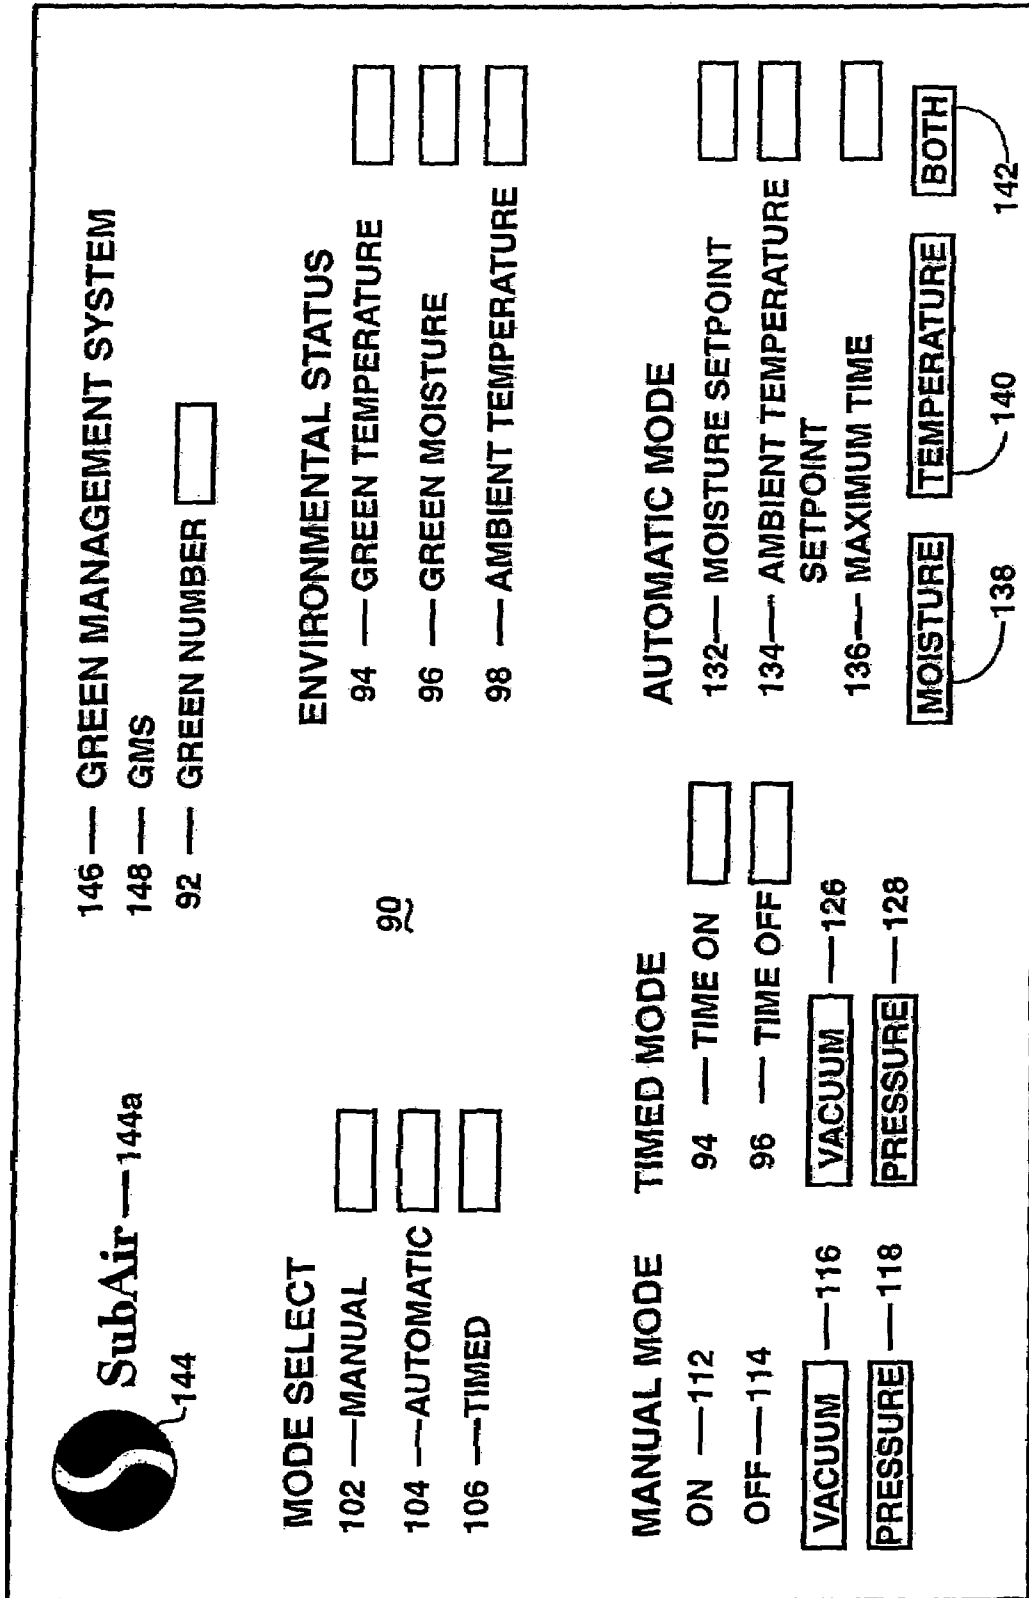 SubAir — 144a
144
146 — GREEN MANAGEMENT SYSTEM
148 — GMS
92 — GREEN NUMBER
MODE SELECT
102 — MANUAL
104 — AUTOMATIC
106 — TIMED
90
ENVIRONMENTAL STATUS
94 — GREEN TEMPERATURE
96 — GREEN MOISTURE
98 — AMBIENT TEMPERATURE
MANUAL MODE
ON — 112
OFF — 114
VACUUM — 116
PRESSURE — 118
TIMED MODE
94 — TIME ON
96 — TIME OFF
VACUUM — 126
PRESSURE — 128
AUTOMATIC MODE
132 — MOISTURE SETPOINT
134 — AMBIENT TEMPERATURE
SETPOINT
136 — MAXIMUM TIME
MOISTURE TEMPERATURE BOTH
138 140 142